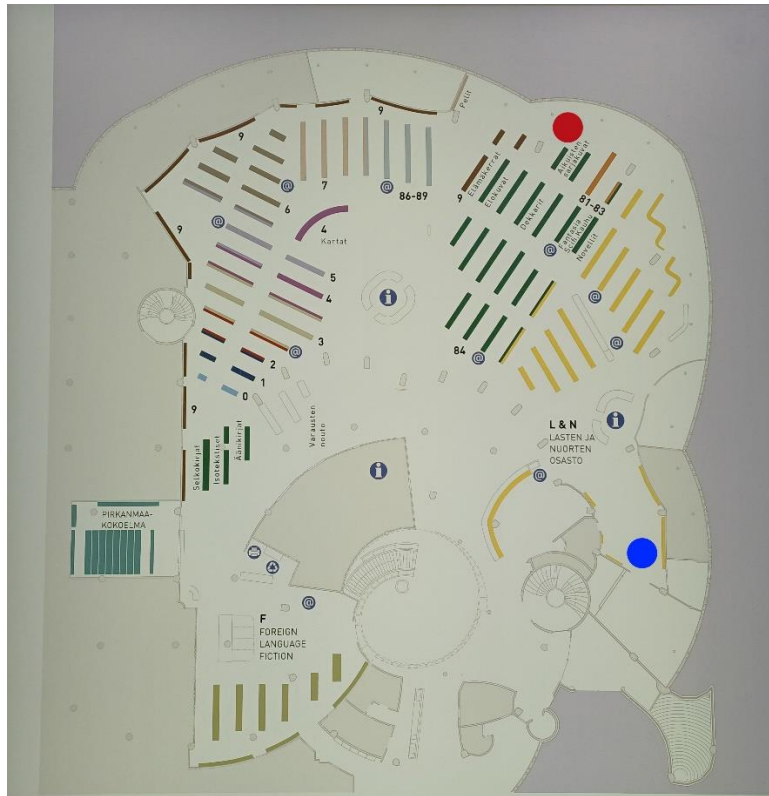 9
Pelit
9
7
86-89
9
Elämäkerrat
Elokuvat
Dekkarit
Aikuisten
sarjakuvat
81-83
Fantasia
Scifi Kauhu
Novellit
6
4
Kartat
9
5
4
3
2
1
0
84
9
Selkokirjat
Isotekstiset
Äänikirjat
Varausten
nouto
L & N
LASTEN JA
NUORTEN
OSASTO
PIRKANMAA-
KOKOELMA
F
FOREIGN
LANGUAGE
FICTION
@
@
@
@
@
@
@
@
@
i
i
i